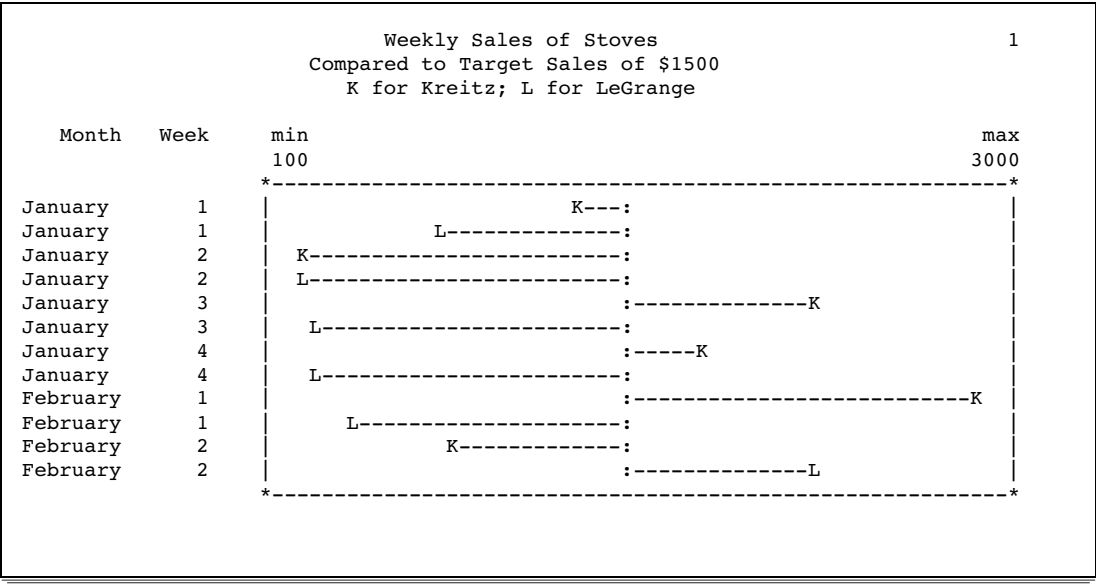 Weekly Sales of Stoves 1
Compared to Target Sales of $1500
K for Kreitz; L for LeGrange
Month Week min max
100 3000
*-----------------------------------------------------------*
January 1 | K---: |
January 1 | L--------------: |
January 2 | K-------------------------: |
January 2 | L-------------------------: |
January 3 | :--------------K |
January 3 | L------------------------: |
January 4 | :-----K |
January 4 | L------------------------: |
February 1 | :---------------------------K |
February 1 | L---------------------: |
February 2 | K-------------: |
February 2 | :--------------L |
*-----------------------------------------------------------*